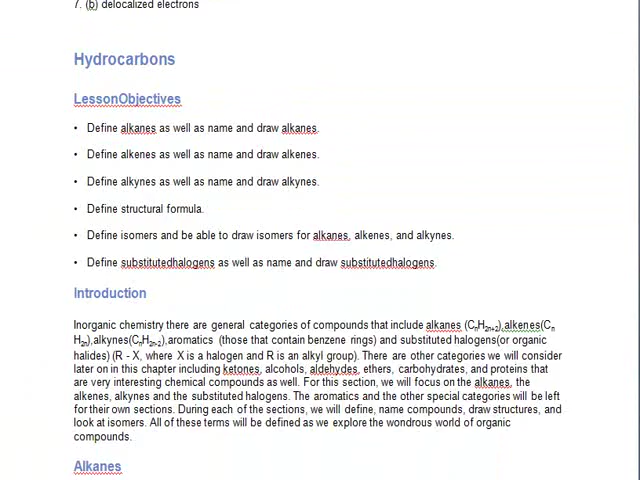 7. (b) delocalized electrons
Hydrocarbons
LessonObjectives
• Define alkanes as well as name and draw alkanes.
• Define alkenes as well as name and draw alkenes.
• Define alkynes as well as name and draw alkynes.
• Define structural formula.
• Define isomers and be able to draw isomers for alkanes, alkenes, and alkynes.
• Define substitutedhalogens as well as name and draw substitutedhalogens.
Introduction
Inorganic chemistry there are general categories of compounds that include alkanes (CnH2n+2),alkenes(Cn
H2n),alkynes(CnH2n-2),aromatics (those that contain benzene rings) and substituted halogens(or organic
halides) (R - X, where X is a halogen and R is an alkyl group). There are other categories we will consider
later on in this chapter including ketones, alcohols, aldehydes, ethers, carbohydrates, and proteins that
are very interesting chemical compounds as well. For this section, we will focus on the alkanes, the
alkenes, alkynes and the substituted halogens. The aromatics and the other special categories will be left
for their own sections. During each of the sections, we will define, name compounds, draw structures, and
look at isomers. All of these terms will be defined as we explore the wondrous world of organic
compounds.
Alkanes